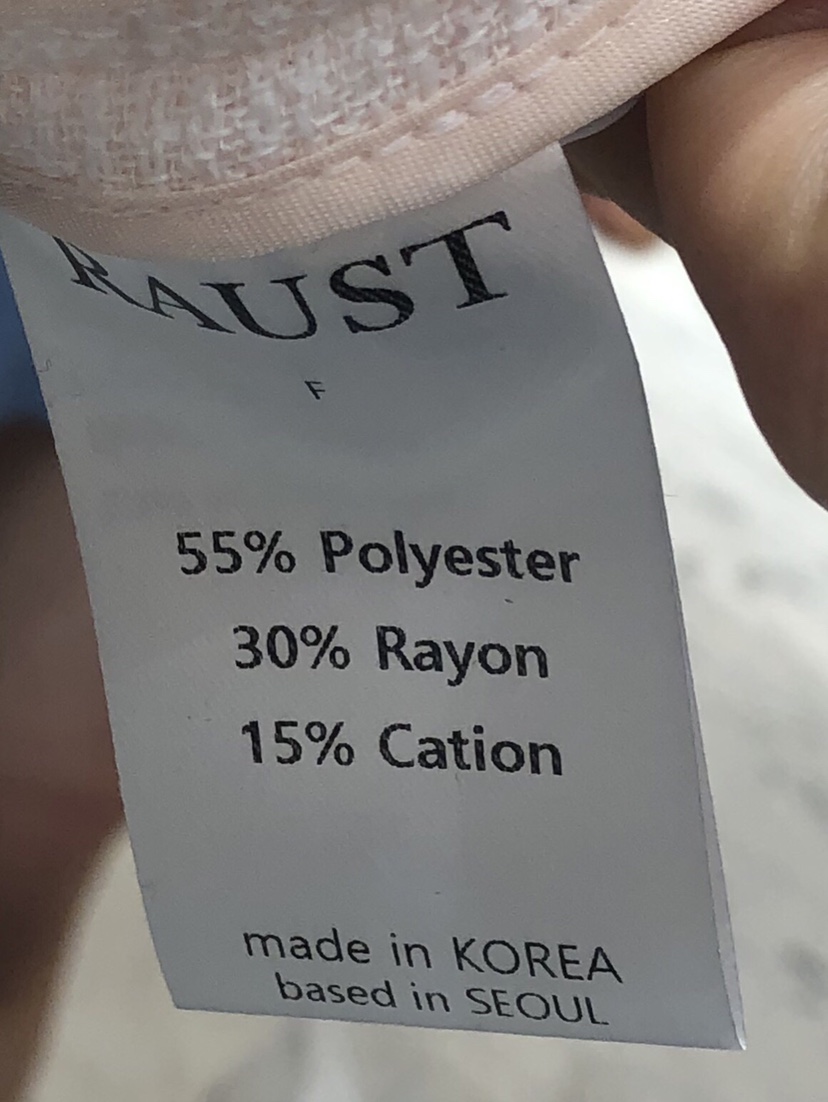 RAUST
F
55% Polyester
30% Rayon
15% Cation
made in KOREA
based in SEOUL